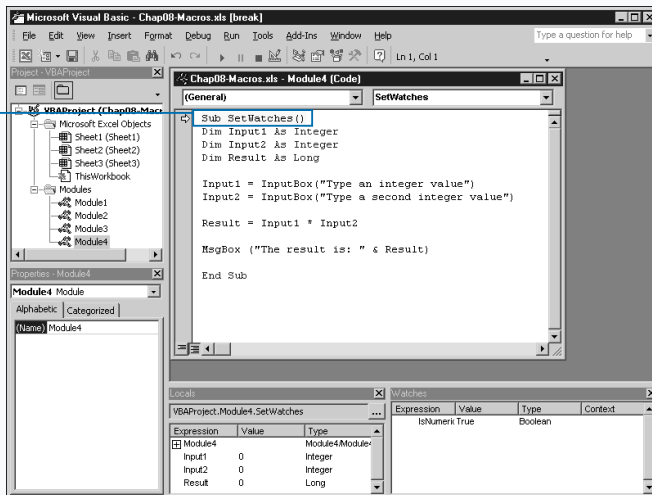 Microsoft Visual Basic - Chap08-Macros.xls [break]
File Edit View Insert Format Debug Run Tools Add-Ins Window Help
Type a question for help
Ln 1, Col 1
Project - VBAProject
VBAProject (Chap08-Macr
Microsoft Excel Objects
Sheet1 (Sheet1)
Sheet2 (Sheet2)
Sheet3 (Sheet3)
ThisWorkbook
Modules
Module1
Module2
Module3
Module4
Properties - Module4
Module4 Module
Alphabetic Categorized
(Name) Module4
Chap08-Macros.xls - Module4 (Code)
(General) SetWatches
Sub SetWatches()
Dim Input1 As Integer
Dim Input2 As Integer
Dim Result As Long
Input1 = InputBox("Type an integer value")
Input2 = InputBox("Type a second integer value")
Result = Input1 * Input2
MsgBox ("The result is: " & Result)
End Sub
Locals
VBAProject.Module4.SetWatches ...
Expression Value Type
Module4 Module4/Module4
Input1 0 Integer
Input2 0 Integer
Result 0 Long
Watches
Expression Value Type Context
IsNumeric True Boolean